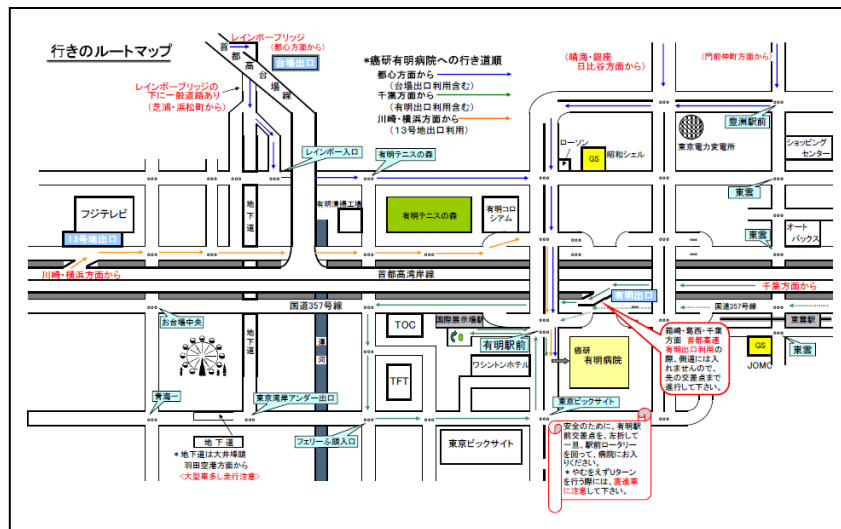 行きのルートマップ
レインボーブリッジ
(都心方面から)
首都高台場線
台場出口
レインボーブリッジの
下に一般道路あり
(芝浦・浜松町から)
*癌研有明病院への行き道順
都心方面から
(台場出口利用含む)
千葉方面から
(有明出口利用含む)
川崎・横浜方面から
(13号地出口利用)
(晴海・銀座
日比谷方面から)
(門前仲町方面から)
豊洲駅前
東京電力変電所
ショッピング
センター
ローソン
P
GS
昭和シェル
レインボー入口
有明テニスの森
東雲
地下道
フジテレビ
13号地出口
有明清掃工場
有明テニスの森
有明コロ
シアム
東雲
オート
バックス
川崎・横浜方面から
首都高湾岸線
千葉方面から
有明出口
国道357号線
国道357号線
お台場中央
地下道
運河
TOC
国際展示場駅
有明駅前
癌研
有明病院
ワシントンホテル
TFT
東雲駅
東雲
GS
JOMC
箱崎・葛西・千葉
方面 首都高速
有明出口利用の
際、側道には入
れませんので、
先の交差点まで
進行して下さい。
青海一
東京湾岸アンダー出口
東京ビックサイト
フェリーふ頭入口
東京ビックサイト
地下道
*地下道は大井埠頭
羽田空港方面から
<大型車多し走行注意>
安全のために、有明駅
前交差点を、左折して
一旦、駅前ロータリー
を回って、病院にお入
りください。
*やむをえずUターン
を行う際には、直進車
に注意して下さい。